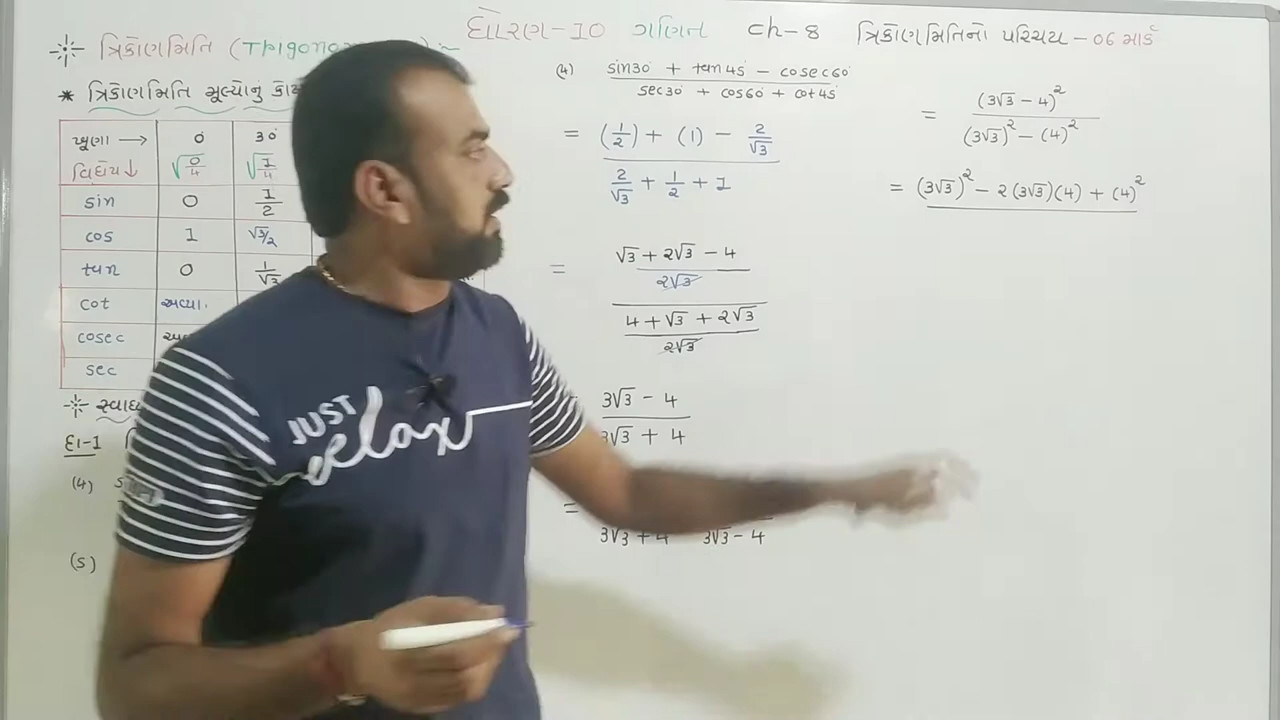 ધોરણ-10 ગણિત ch-8 ત્રિકોણમિતિનો પરિચય - 06 માર્ક
ત્રિકોણમિતિ (Trigono
* ત્રિકોણમિતિ મૂલ્યોનું
ખૂણા → 0 30
વિધેય↓ √0/4 √1/4
sin 0 1/2
cos 1 √3/2
tan 0 1/√3
cot અવ્યા.
cosec
sec
દા-1
(4)
(5)
(4) sin30 + tan45 - cosec60
sec30 + cos60 + cot45
= (1/2) + (1) - 2/√3
2/√3 + 1/2 + 1
= √3 + 2√3 - 4
2√3
4 + √3 + 2√3
2√3
3√3 - 4
3√3 + 4
=
3√3 + 4 3√3 - 4
= (3√3 - 4)²
(3√3)² - (4)²
= (3√3)² - 2(3√3)(4) + (4)²
JUST
relax